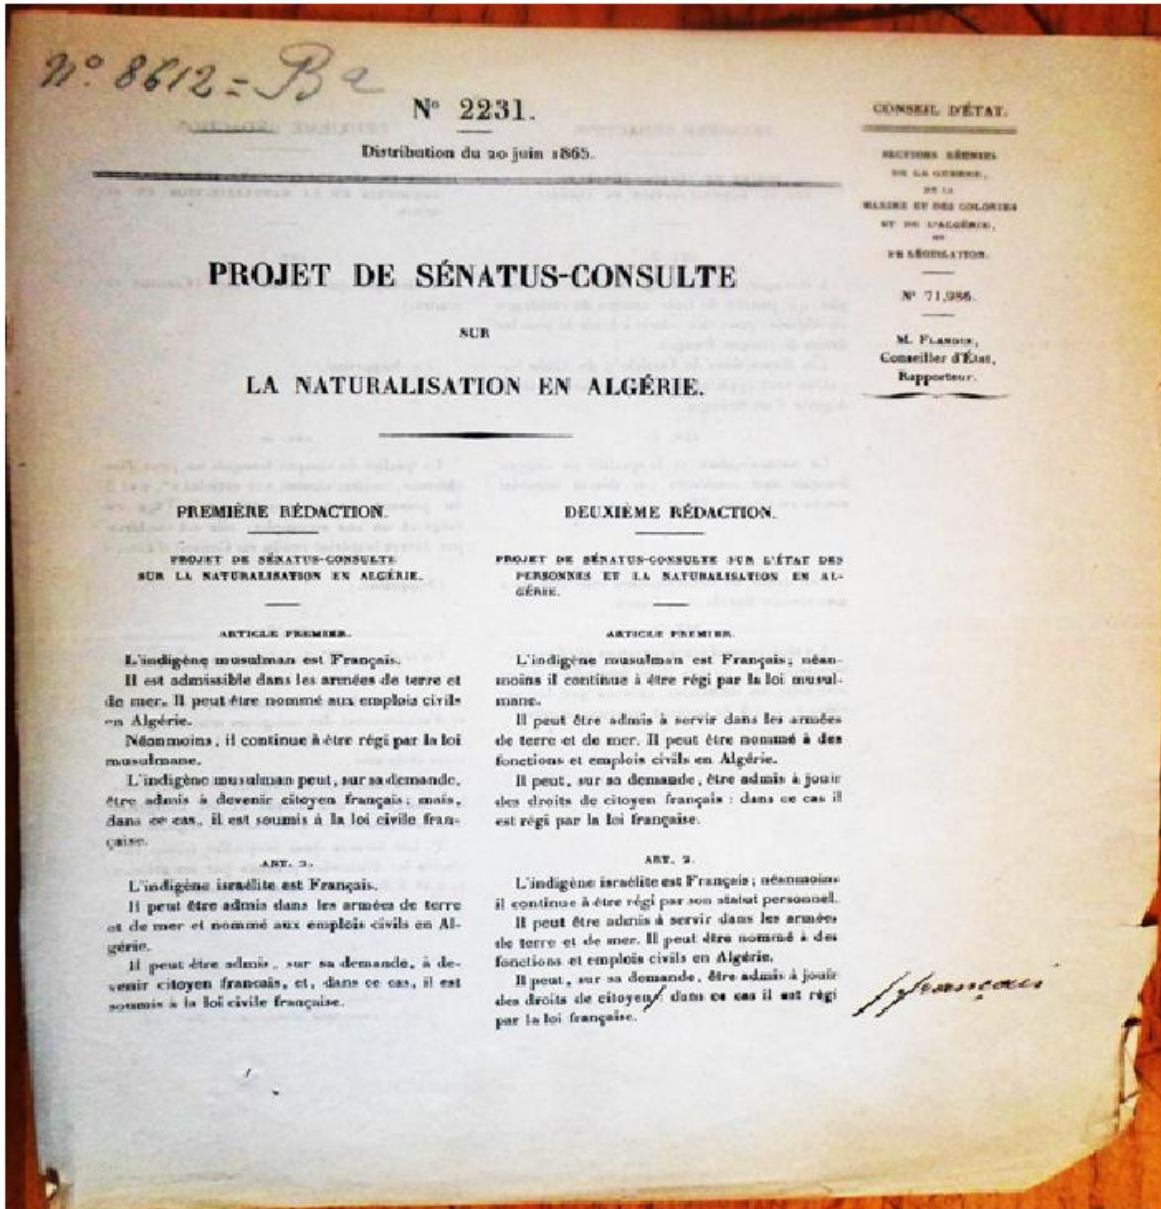 N° 8612 = Ba
N° 2231.
Distribution du 20 juin 1865.
CONSEIL D'ÉTAT.
SECTIONS RÉUNIES
DE LA GUERRE,
DE LA
MARINE ET DES COLONIES
ET DE L'ALGÉRIE,
DE LÉGISLATION.
N° 71,986.
M. FLANDIN,
Conseiller d'État,
Rapporteur.
PROJET DE SÉNATUS-CONSULTE
SUR
LA NATURALISATION EN ALGÉRIE.
PREMIÈRE RÉDACTION.
PROJET DE SÉNATUS-CONSULTE
SUR LA NATURALISATION EN ALGÉRIE.
ARTICLE PREMIER.
L'indigène musulman est Français.
Il est admissible dans les armées de terre et
de mer. Il peut être nommé aux emplois civils
en Algérie.
Néanmoins, il continue à être régi par la loi
musulmane.
L'indigène musulman peut, sur sa demande,
être admis à devenir citoyen français; mais,
dans ce cas, il est soumis à la loi civile fran-
çaise.
ART. 2.
L'indigène israélite est Français.
Il peut être admis dans les armées de terre
et de mer et nommé aux emplois civils en Al-
gérie.
Il peut être admis, sur sa demande, à de-
venir citoyen français, et, dans ce cas, il est
soumis à la loi civile française.
DEUXIÈME RÉDACTION.
PROJET DE SÉNATUS-CONSULTE SUR L'ÉTAT DES
PERSONNES ET LA NATURALISATION EN AL-
GÉRIE.
ARTICLE PREMIER.
L'indigène musulman est Français; néan-
moins il continue à être régi par la loi musul-
mane.
Il peut être admis à servir dans les armées
de terre et de mer. Il peut être nommé à des
fonctions et emplois civils en Algérie.
Il peut, sur sa demande, être admis à jouir
des droits de citoyen français : dans ce cas il
est régi par la loi française.
ART. 2.
L'indigène israélite est Français; néanmoins
il continue à être régi par son statut personnel.
Il peut être admis à servir dans les armées
de terre et de mer. Il peut être nommé à des
fonctions et emplois civils en Algérie.
Il peut, sur sa demande, être admis à jouir
des droits de citoyen/: dans ce cas il est régi
par la loi française.
/ français